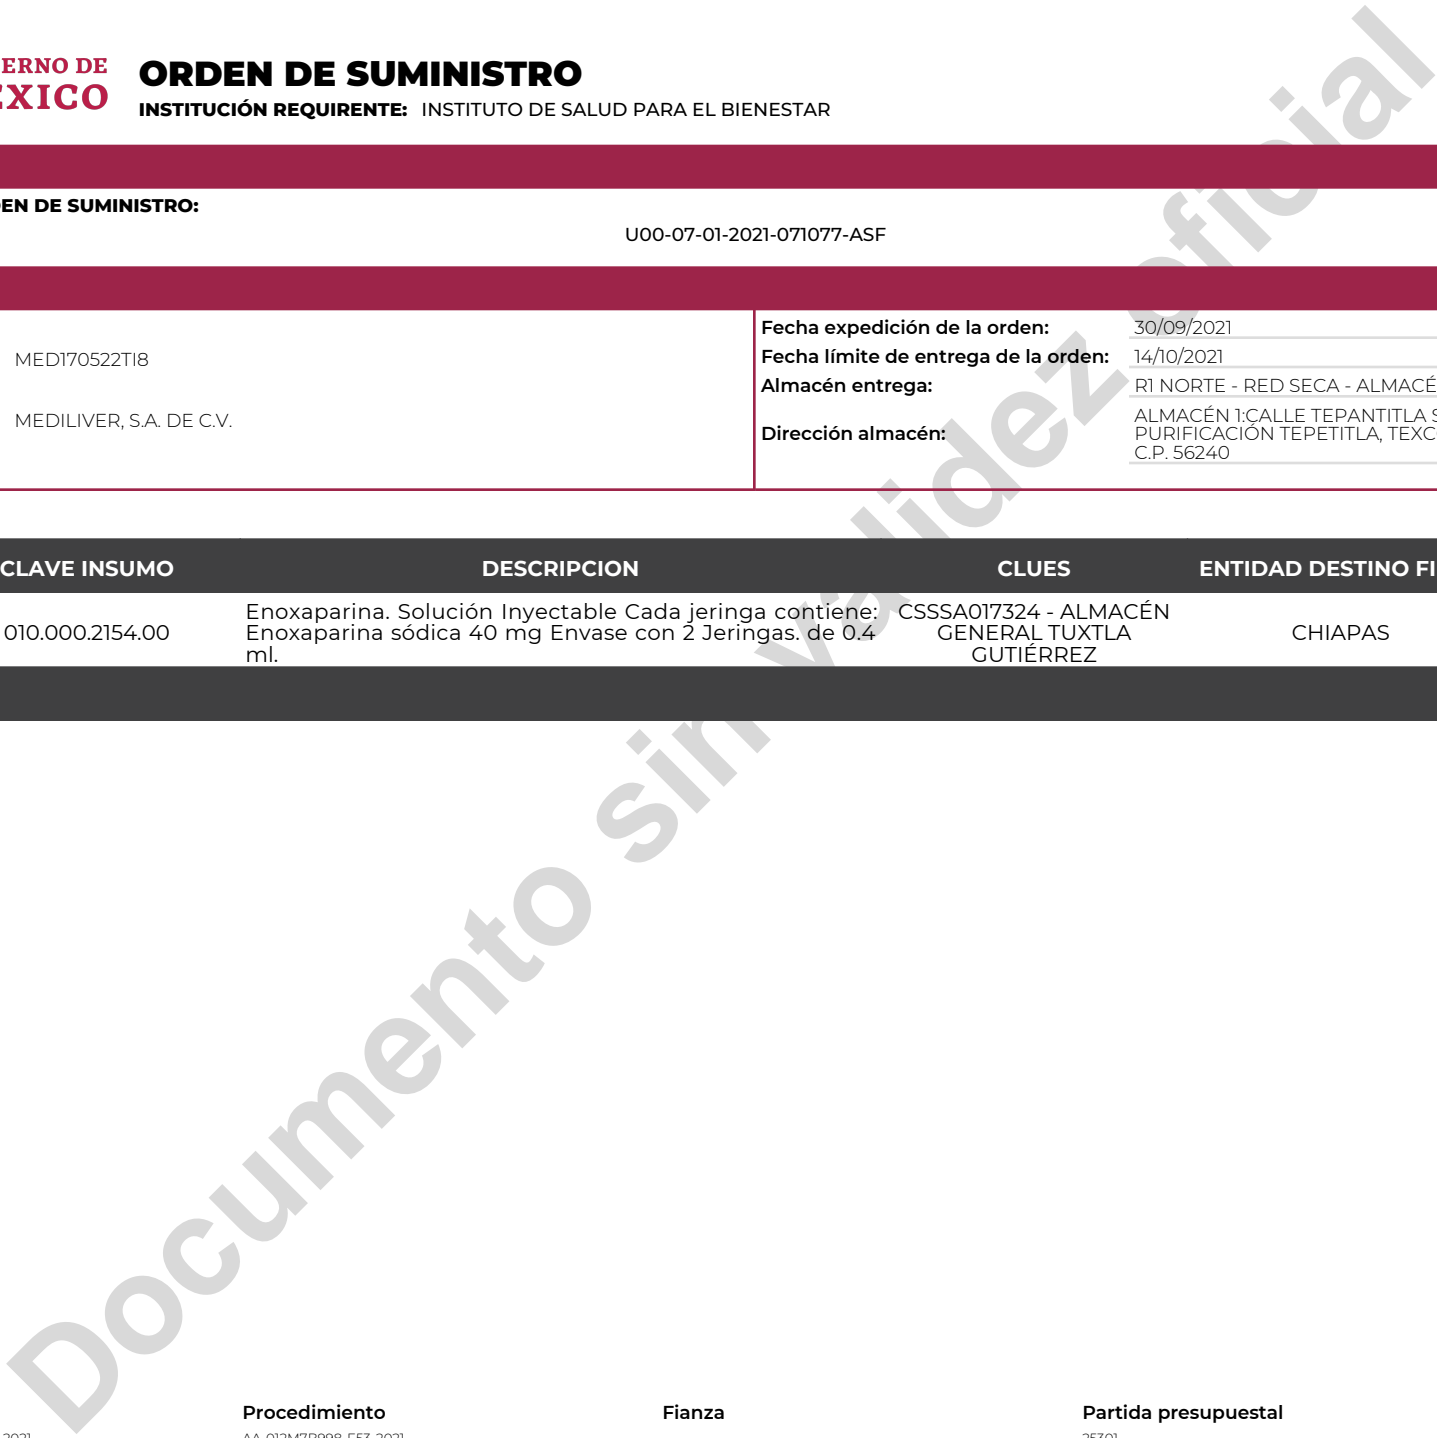 ERNO DE
ORDEN DE SUMINISTRO
XICO
INSTITUCIÓN REQUIRENTE: INSTITUTO DE SALUD PARA EL BIENESTAR
EN DE SUMINISTRO:
U00-07-01-2021-071077-ASF
Fecha expedición de la orden: 30/09/2021
MED170522TI8
Fecha límite de entrega de la orden: 14/10/2021
Almacén entrega: R1 NORTE - RED SECA - ALMACÉ
MEDILIVER, S.A. DE C.V.
Dirección almacén:
ALMACÉN 1:CALLE TEPANTITLA S
PURIFICACIÓN TEPETITLA, TEXC
C.P. 56240
CLAVE INSUMO DESCRIPCION CLUES ENTIDAD DESTINO FI
010.000.2154.00
Enoxaparina. Solución Inyectable Cada jeringa contiene:
Enoxaparina sódica 40 mg Envase con 2 Jeringas. de 0.4
ml.
CSSSA017324 - ALMACÉN
GENERAL TUXTLA
GUTIÉRREZ
CHIAPAS
Documento sin validez oficial
Procedimiento Fianza Partida presupuestal